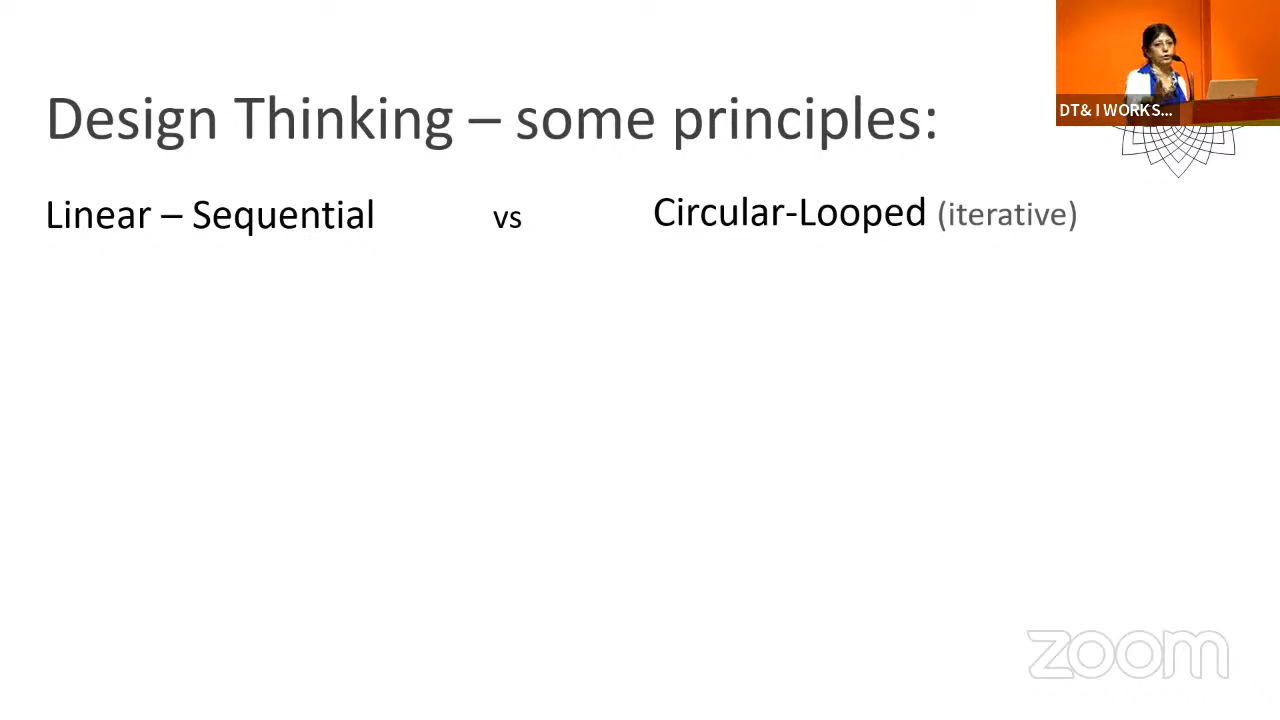 DT& I WORKS...
Design Thinking – some principles:
Linear – Sequential vs Circular-Looped (iterative)
zoom